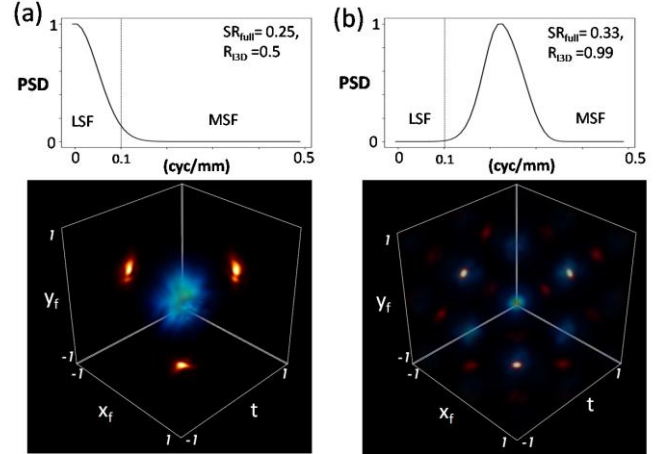 (a)
1
PSD
0
LSF
MSF
SR_full= 0.25,
R_I3D=0.5
0
0.1
(cyc/mm)
0.5
1
y_f
-1
-1
x_f
1
-1
t
1
(b)
1
PSD
0
LSF
MSF
SR_full= 0.33,
R_I3D=0.99
0
0.1
(cyc/mm)
0.5
1
y_f
-1
-1
x_f
1
-1
t
1